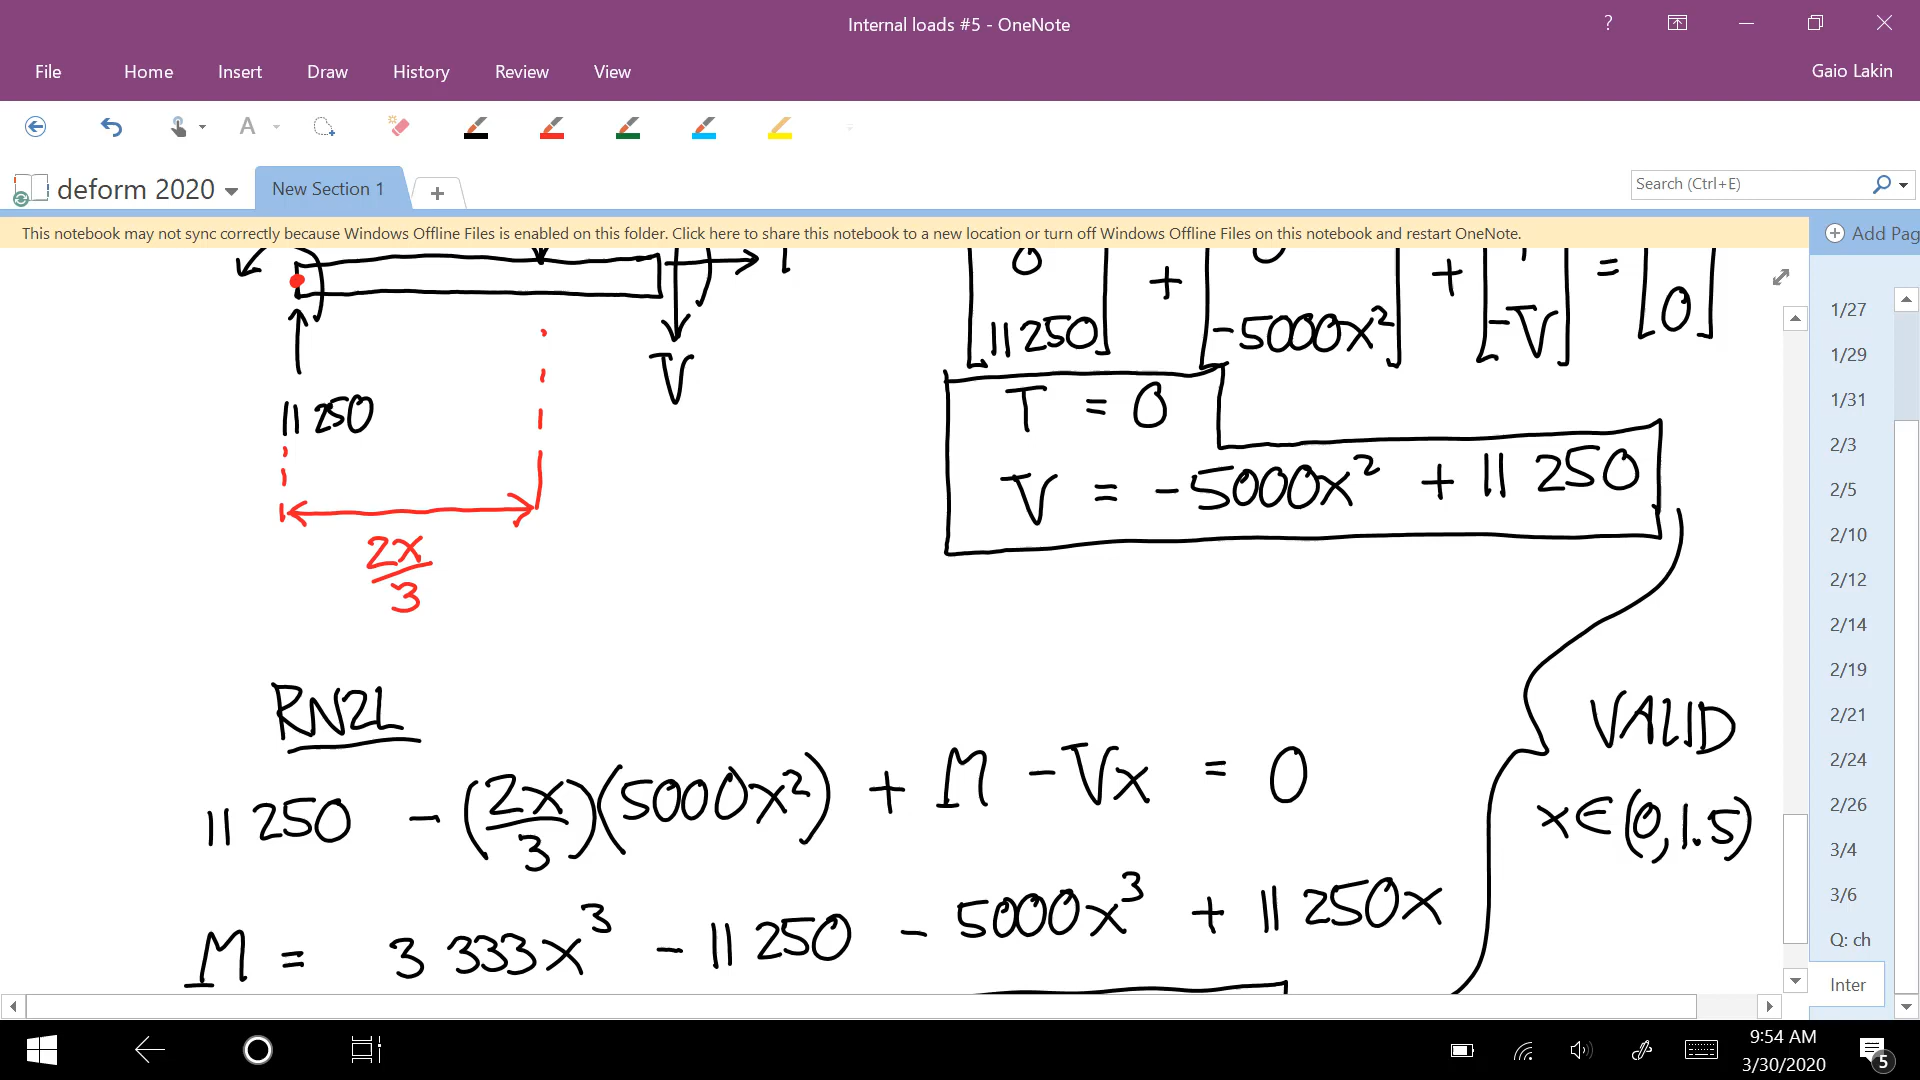 Internal loads #5 - OneNote
?
File Home Insert Draw History Review View
Gaio Lakin
A
deform 2020
New Section 1
+
Search (Ctrl+E)
This notebook may not sync correctly because Windows Offline Files is enabled on this folder. Click here to share this notebook to a new location or turn off Windows Offline Files on this notebook and restart OneNote.
Add Pag
V
11 250
2x/3
[0 11250] + [0 -5000x²] + [-V] = [0]
T = 0
V = -5000x² + 11 250
RN2L
11 250 - (2x/3)(5000x²) + M - Vx = 0
M = 3 333x³ - 11 250 - 5000x³ + 11 250x
VALID
x∈(0,1.5)
1/27
1/29
1/31
2/3
2/5
2/10
2/12
2/14
2/19
2/21
2/24
2/26
3/4
3/6
Q: ch
Inter
9:54 AM
3/30/2020
5